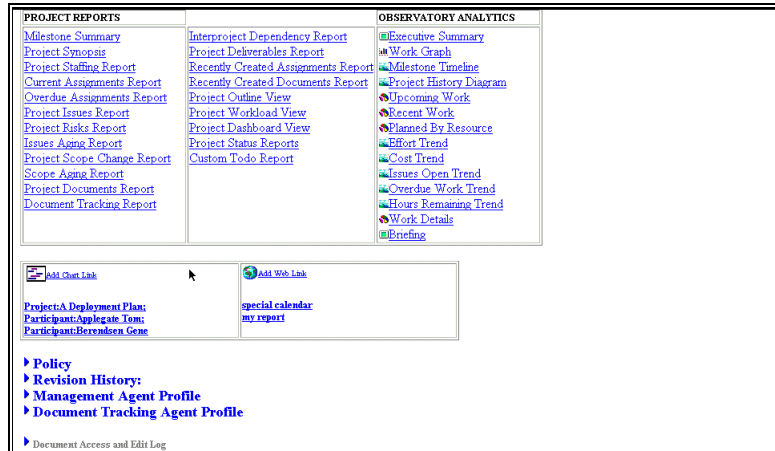 PROJECT REPORTS
OBSERVATORY ANALYTICS
Milestone Summary
Project Synopsis
Project Staffing Report
Current Assignments Report
Overdue Assignments Report
Project Issues Report
Project Risks Report
Issues Aging Report
Project Scope Change Report
Scope Aging Report
Project Documents Report
Document Tracking Report
Interproject Dependency Report
Project Deliverables Report
Recently Created Assignments Report
Recently Created Documents Report
Project Outline View
Project Workload View
Project Dashboard View
Project Status Reports
Custom Todo Report
Executive Summary
Work Graph
Milestone Timeline
Project History Diagram
Upcoming Work
Recent Work
Planned By Resource
Effort Trend
Cost Trend
Issues Open Trend
Overdue Work Trend
Hours Remaining Trend
Work Details
Briefing
Add Chart Link
Project:A Deployment Plan;
Participant:Applegate Tom;
Participant:Berendsen Gene
Add Web Link
special calendar
my report
Policy
Revision History:
Management Agent Profile
Document Tracking Agent Profile
Document Access and Edit Log